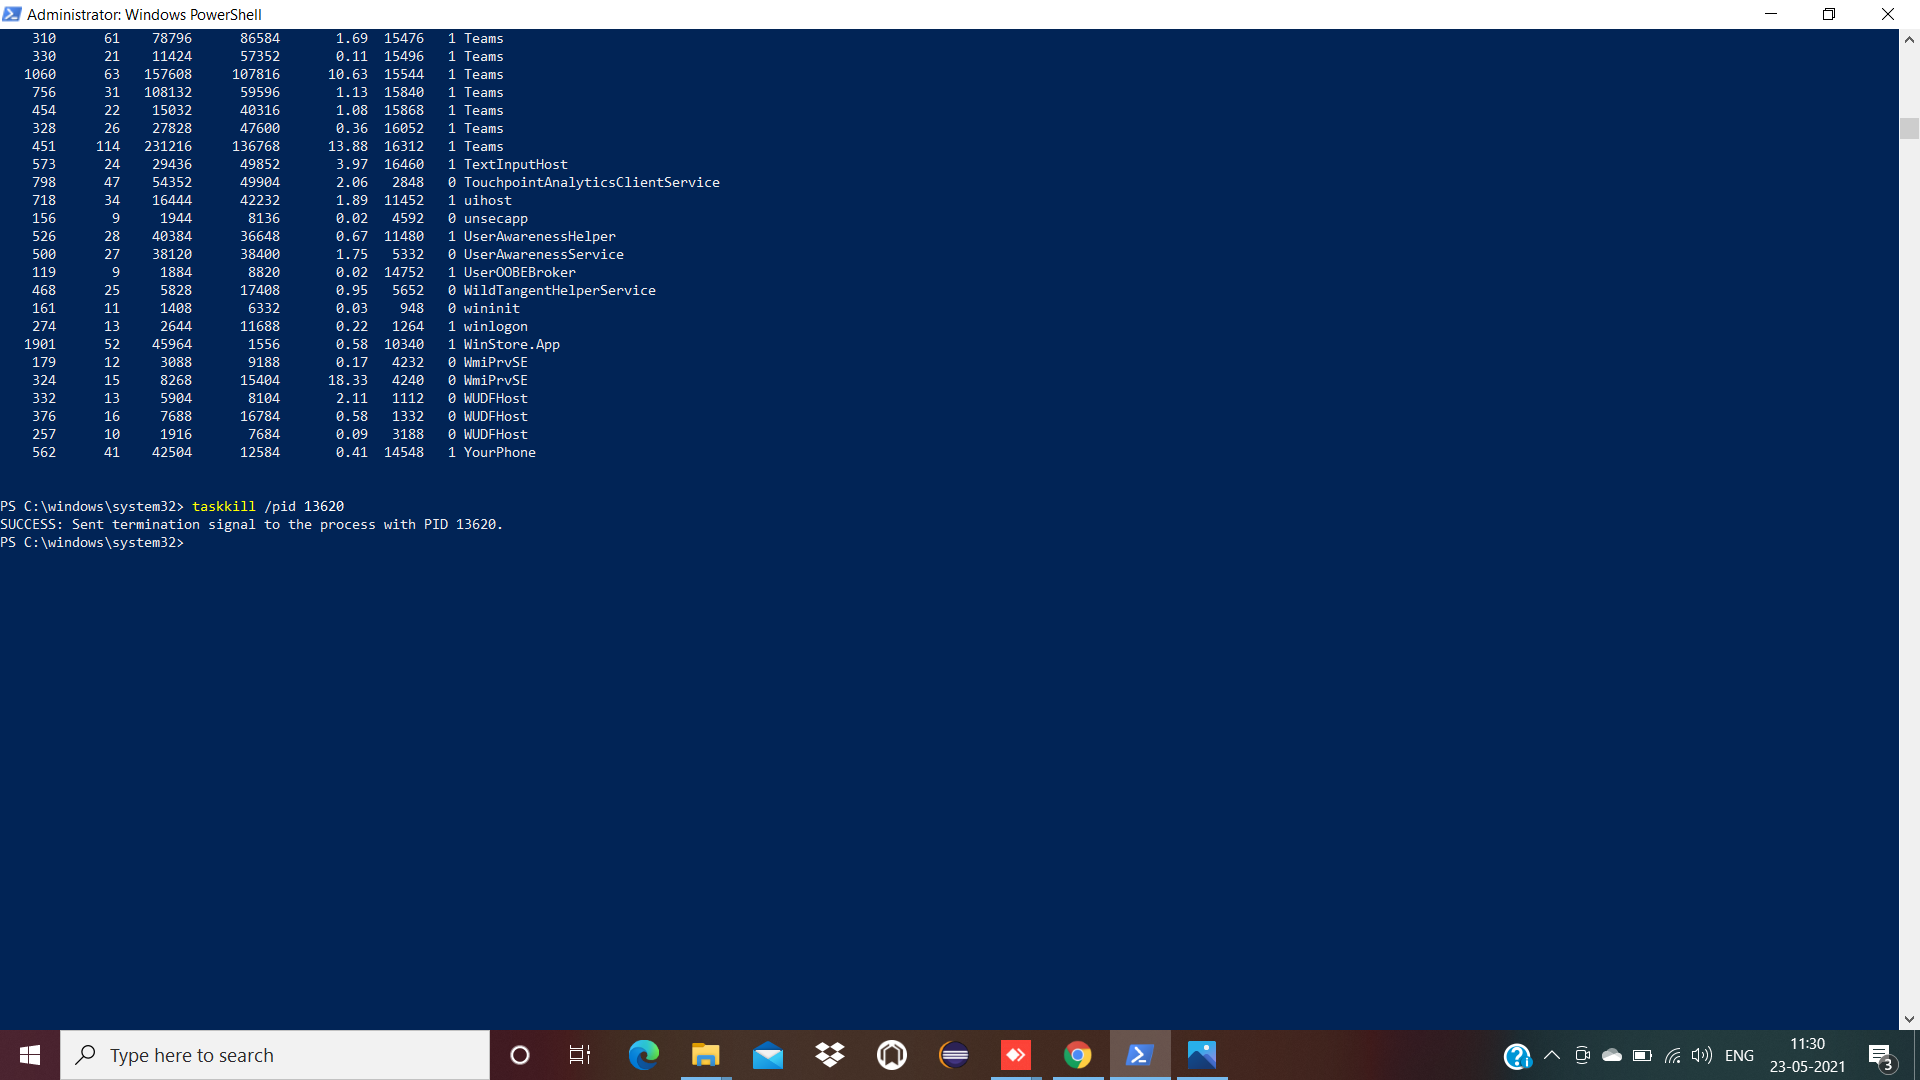 Administrator: Windows PowerShell
310 61 78796 86584 1.69 15476 1 Teams
330 21 11424 57352 0.11 15496 1 Teams
1060 63 157608 107816 10.63 15544 1 Teams
756 31 108132 59596 1.13 15840 1 Teams
454 22 15032 40316 1.08 15868 1 Teams
328 26 27828 47600 0.36 16052 1 Teams
451 114 231216 136768 13.88 16312 1 Teams
573 24 29436 49852 3.97 16460 1 TextInputHost
798 47 54352 49904 2.06 2848 0 TouchpointAnalyticsClientService
718 34 16444 42232 1.89 11452 1 uihost
156 9 1944 8136 0.02 4592 0 unsecapp
526 28 40384 36648 0.67 11480 1 UserAwarenessHelper
500 27 38120 38400 1.75 5332 0 UserAwarenessService
119 9 1884 8820 0.02 14752 1 UserOOBEBroker
468 25 5828 17408 0.95 5652 0 WildTangentHelperService
161 11 1408 6332 0.03 948 0 wininit
274 13 2644 11688 0.22 1264 1 winlogon
1901 52 45964 1556 0.58 10340 1 WinStore.App
179 12 3088 9188 0.17 4232 0 WmiPrvSE
324 15 8268 15404 18.33 4240 0 WmiPrvSE
332 13 5904 8104 2.11 1112 0 WUDFHost
376 16 7688 16784 0.58 1332 0 WUDFHost
257 10 1916 7684 0.09 3188 0 WUDFHost
562 41 42504 12584 0.41 14548 1 YourPhone
PS C:\windows\system32> taskkill /pid 13620
SUCCESS: Sent termination signal to the process with PID 13620.
PS C:\windows\system32>
Type here to search
ENG
11:30
23-05-2021
3